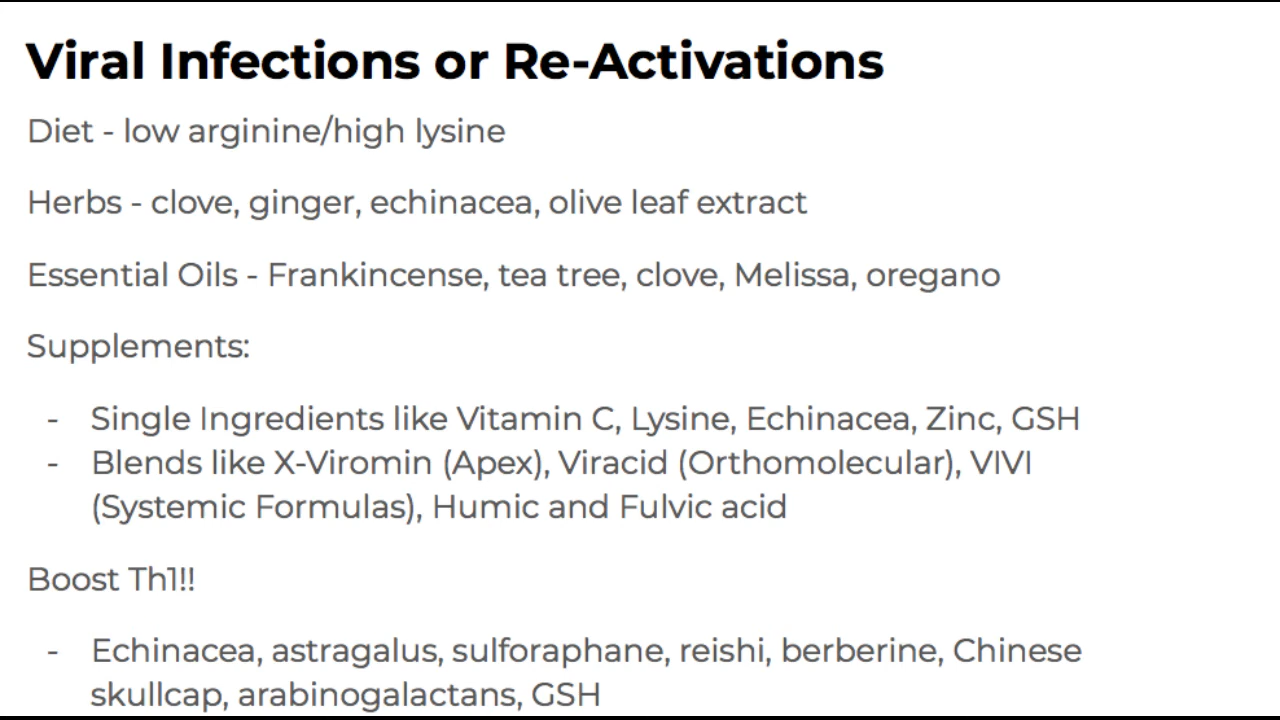 Viral Infections or Re-Activations
Diet - low arginine/high lysine
Herbs - clove, ginger, echinacea, olive leaf extract
Essential Oils - Frankincense, tea tree, clove, Melissa, oregano
Supplements:
- Single Ingredients like Vitamin C, Lysine, Echinacea, Zinc, GSH
- Blends like X-Viromin (Apex), Viracid (Orthomolecular), VIVI
(Systemic Formulas), Humic and Fulvic acid
Boost Th1!!
- Echinacea, astragalus, sulforaphane, reishi, berberine, Chinese
skullcap, arabinogalactans, GSH